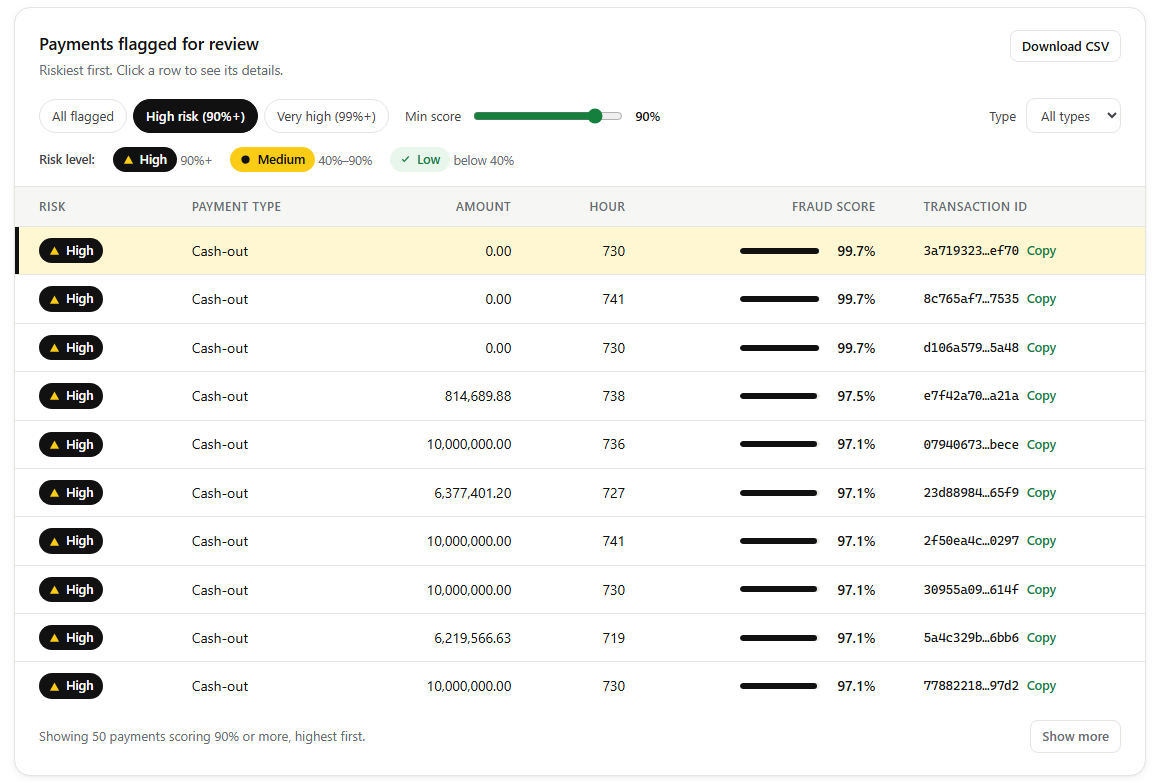 Payments flagged for review
Download CSV
Riskiest first. Click a row to see its details.
All flagged High risk (90%+) Very high (99%+) Min score 90% Type All types
Risk level: High 90%+ Medium 40%–90% Low below 40%
RISK PAYMENT TYPE AMOUNT HOUR FRAUD SCORE TRANSACTION ID
High Cash-out 0.00 730 99.7% 3a719323…ef70 Copy
High Cash-out 0.00 741 99.7% 8c765af7…7535 Copy
High Cash-out 0.00 730 99.7% d106a579…5a48 Copy
High Cash-out 814,689.88 738 97.5% e7f42a70…a21a Copy
High Cash-out 10,000,000.00 736 97.1% 07940673…bece Copy
High Cash-out 6,377,401.20 727 97.1% 23d88984…65f9 Copy
High Cash-out 10,000,000.00 741 97.1% 2f50ea4c…0297 Copy
High Cash-out 10,000,000.00 730 97.1% 30955a09…614f Copy
High Cash-out 6,219,566.63 719 97.1% 5a4c329b…6bb6 Copy
High Cash-out 10,000,000.00 730 97.1% 77882218…97d2 Copy
Showing 50 payments scoring 90% or more, highest first. Show more